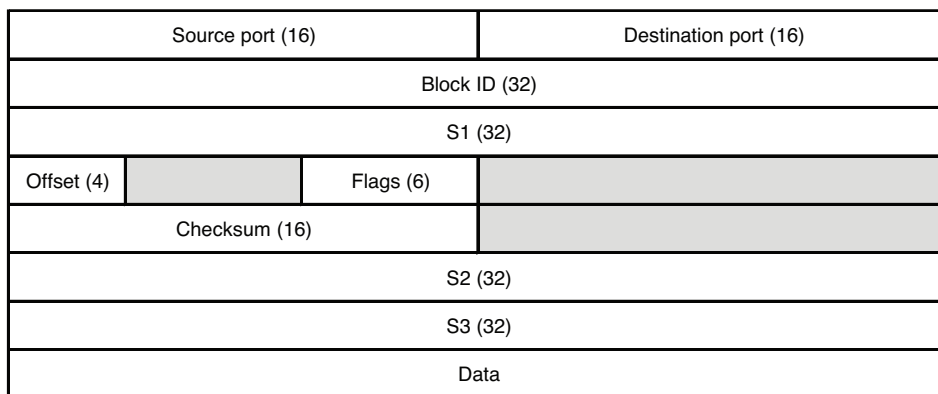 Source port (16) Destination port (16)
Block ID (32)
S1 (32)
Offset (4) Flags (6)
Checksum (16)
S2 (32)
S3 (32)
Data